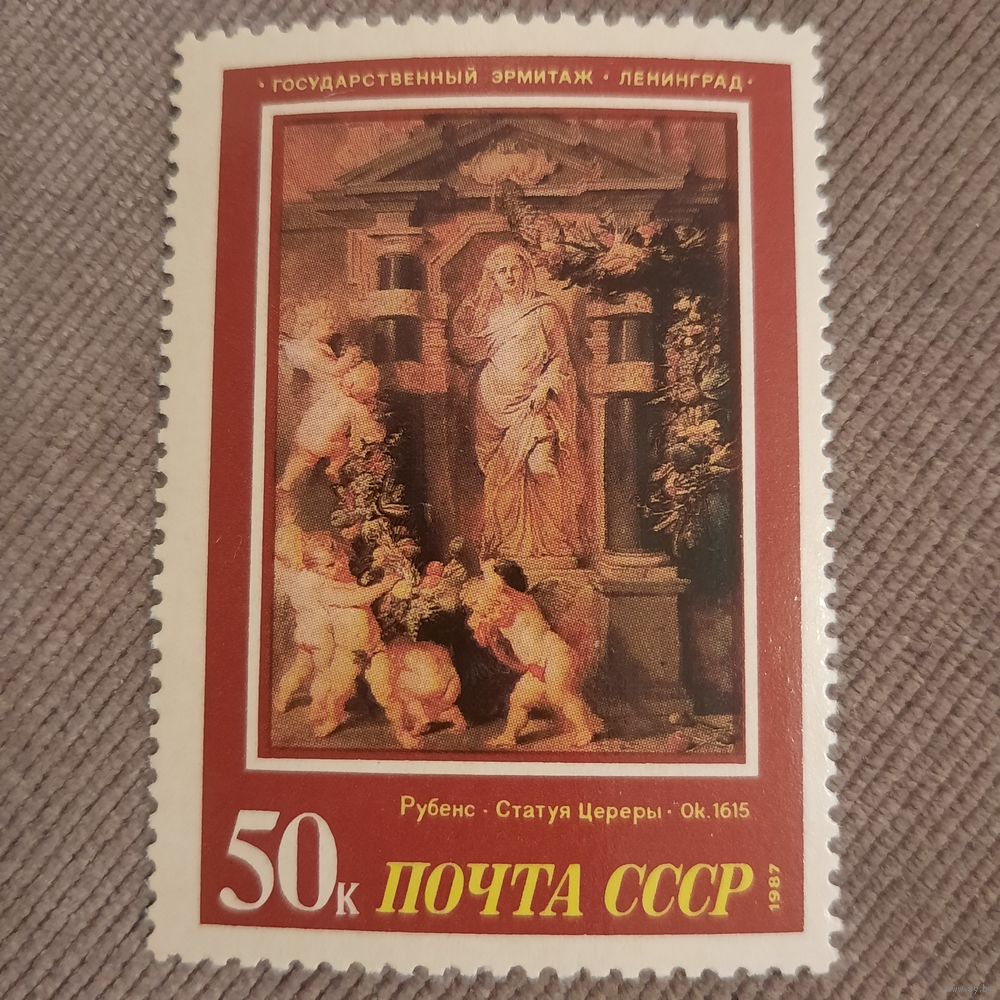 · ГОСУДАРСТВЕННЫЙ ЭРМИТАЖ · ЛЕНИНГРАД ·
Рубенс · Статуя Цереры · Ок. 1615
50к ПОЧТА СССР
1987